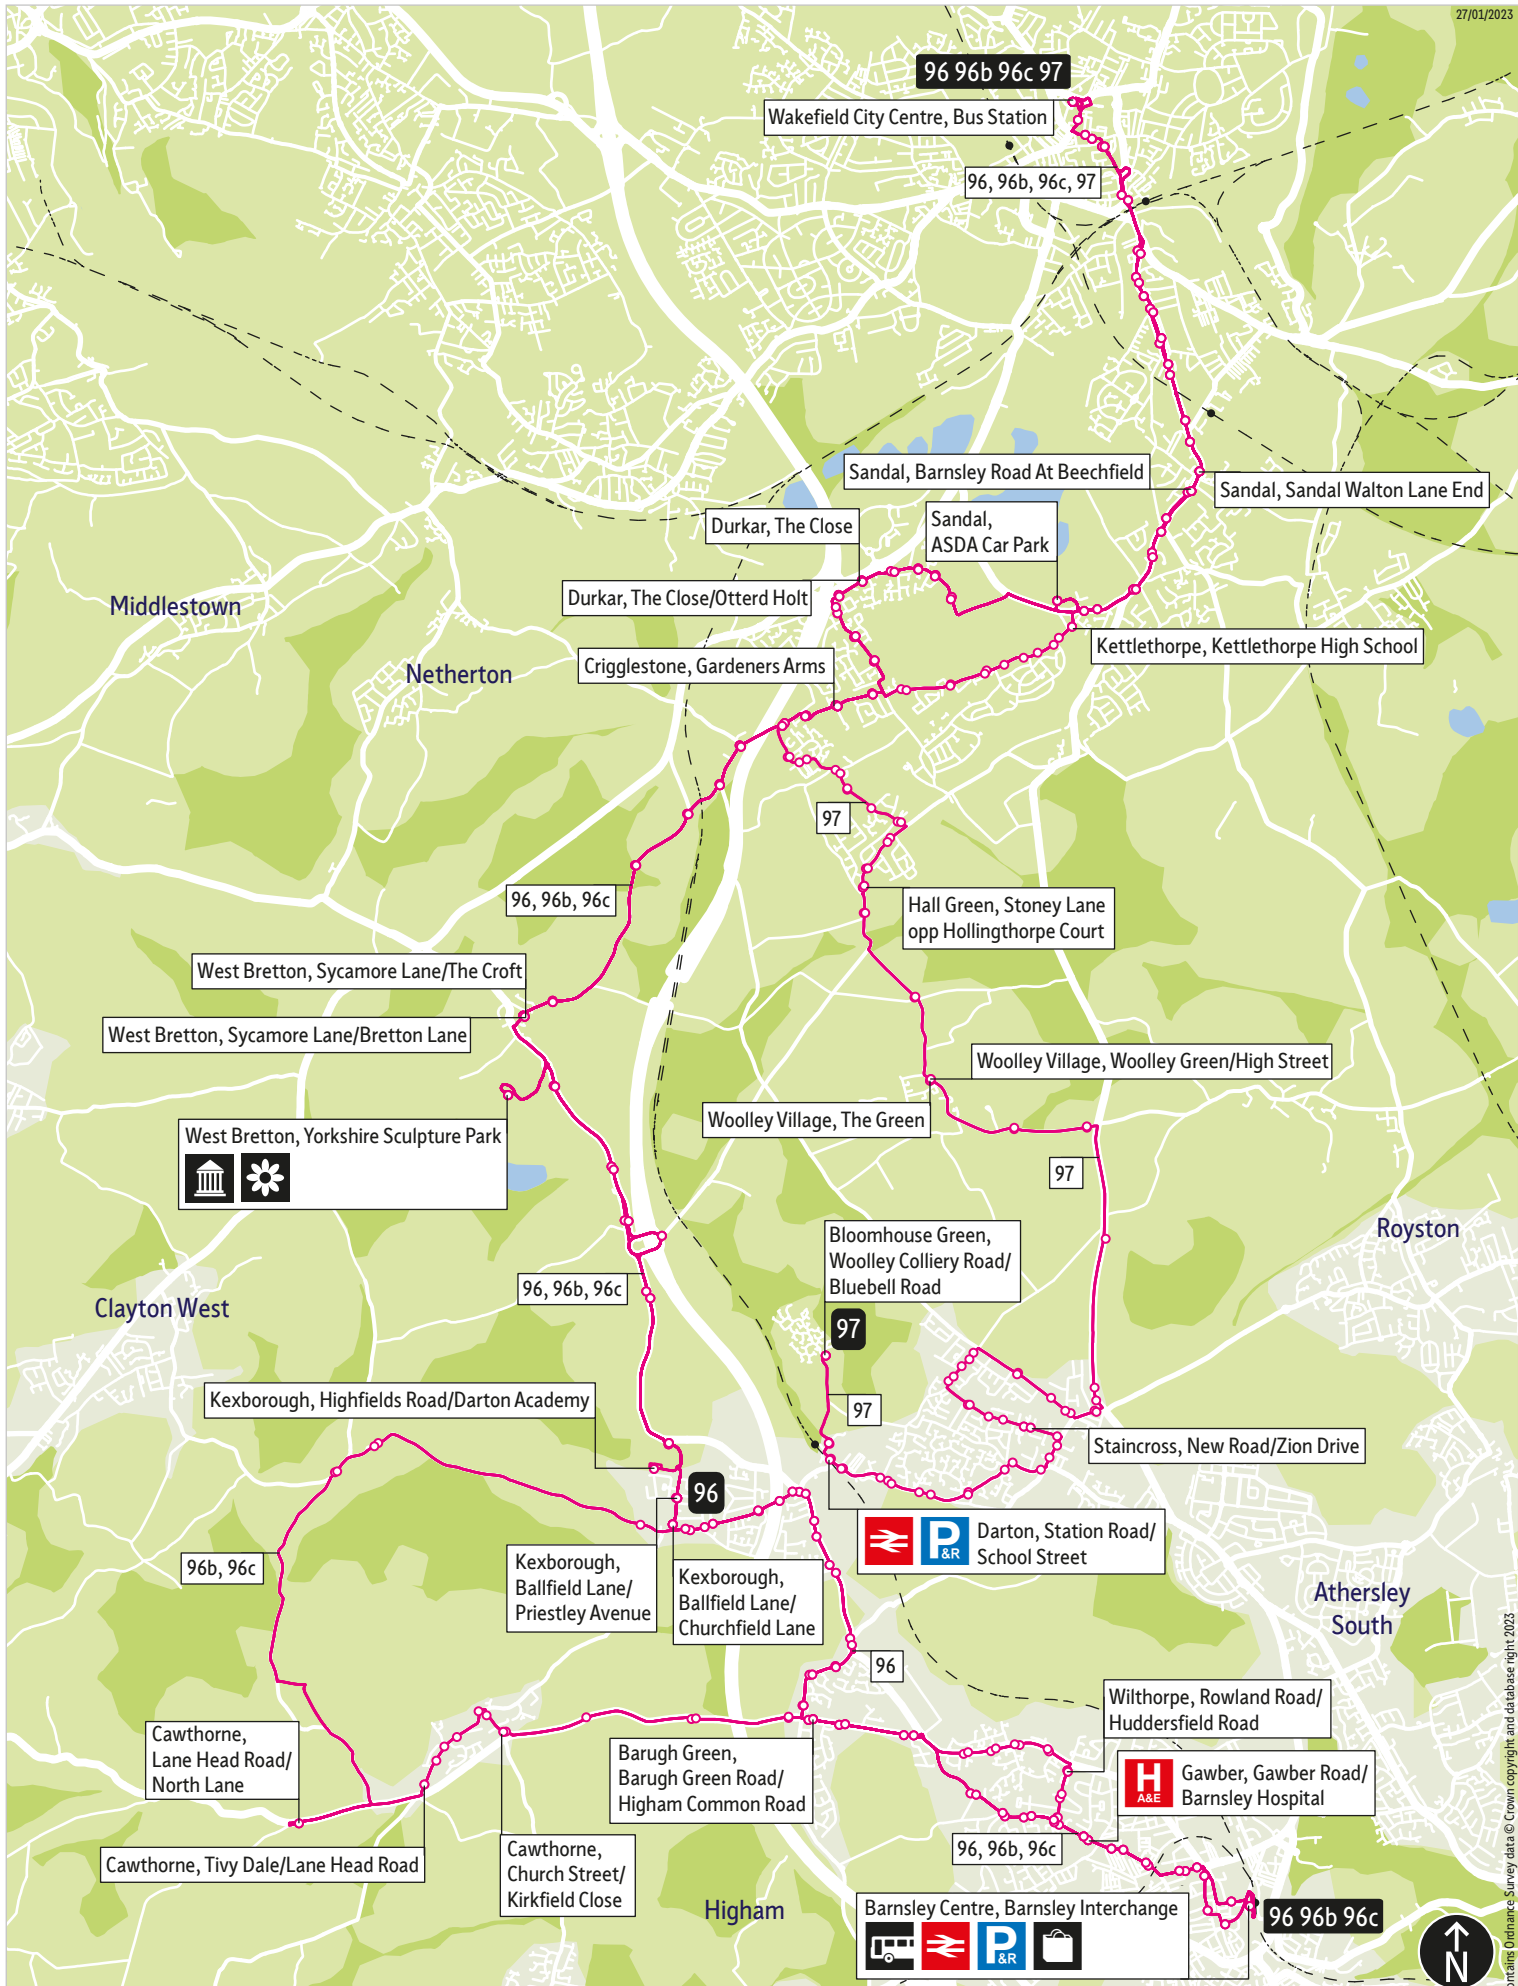 27/01/2023
96 96b 96c 97
Wakefield City Centre, Bus Station
96, 96b, 96c, 97
Sandal, Barnsley Road At Beechfield
Sandal, Sandal Walton Lane End
Durkar, The Close
Sandal,
ASDA Car Park
Durkar, The Close/Otterd Holt
Middlestown
Netherton
Kettlethorpe, Kettlethorpe High School
Crigglestone, Gardeners Arms
97
96, 96b, 96c
Hall Green, Stoney Lane
opp Hollingthorpe Court
West Bretton, Sycamore Lane/The Croft
West Bretton, Sycamore Lane/Bretton Lane
Woolley Village, Woolley Green/High Street
Woolley Village, The Green
West Bretton, Yorkshire Sculpture Park
97
Royston
Bloomhouse Green,
Woolley Colliery Road/
Bluebell Road
96, 96b, 96c
Clayton West
97
Kexborough, Highfields Road/Darton Academy
97
Staincross, New Road/Zion Drive
96
P
&R
Darton, Station Road/
School Street
96b, 96c
Kexborough,
Ballfield Lane/
Priestley Avenue
Kexborough,
Ballfield Lane/
Churchfield Lane
Athersley
South
96
Wilthorpe, Rowland Road/
Huddersfield Road
Cawthorne,
Lane Head Road/
North Lane
Barugh Green,
Barugh Green Road/
Higham Common Road
H
A&E
Gawber, Gawber Road/
Barnsley Hospital
96, 96b, 96c
Cawthorne, Tivy Dale/Lane Head Road
Cawthorne,
Church Street/
Kirkfield Close
Higham
Barnsley Centre, Barnsley Interchange
P
&R
96 96b 96c
N
Ordnance Survey data © Crown copyright and database right 2023